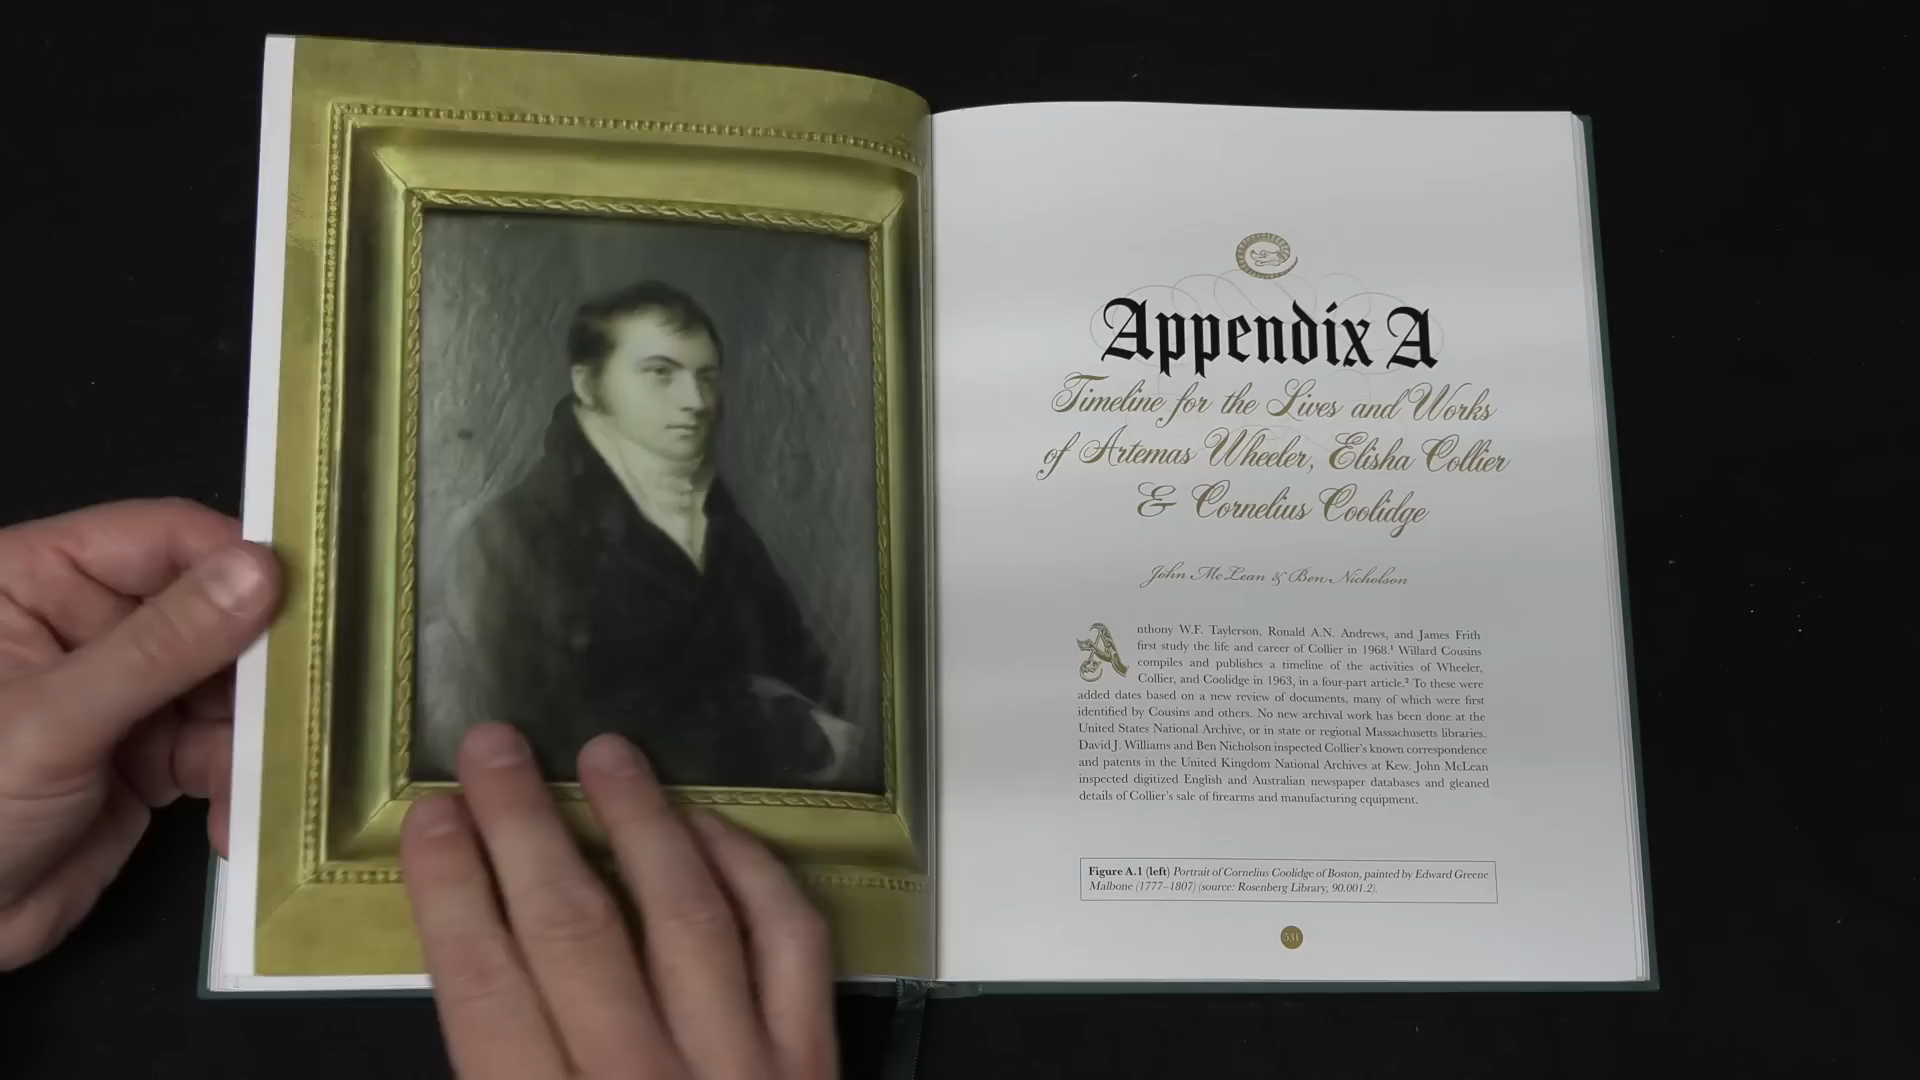 Appendix A
Timeline for the Lives and Works
of Artemas Wheeler, Elisha Collier
& Cornelius Coolidge
John McLean & Ben Nicholson
Anthony W.F. Taylerson, Ronald A.N. Andrews, and James Frith
first study the life and career of Collier in 1968.¹ Willard Cousins
compiles and publishes a timeline of the activities of Wheeler,
Collier, and Coolidge in 1963, in a four-part article.² To these were
added dates based on a new review of documents, many of which were first
identified by Cousins and others. No new archival work has been done at the
United States National Archive, or in state or regional Massachusetts libraries.
David J. Williams and Ben Nicholson inspected Collier's known correspondence
and patents in the United Kingdom National Archives at Kew. John McLean
inspected digitized English and Australian newspaper databases and gleaned
details of Collier's sale of firearms and manufacturing equipment.
Figure A.1 (left) Portrait of Cornelius Coolidge of Boston, painted by Edward Greene
Malbone (1777–1807) (source: Rosenberg Library, 90.001.2).
531